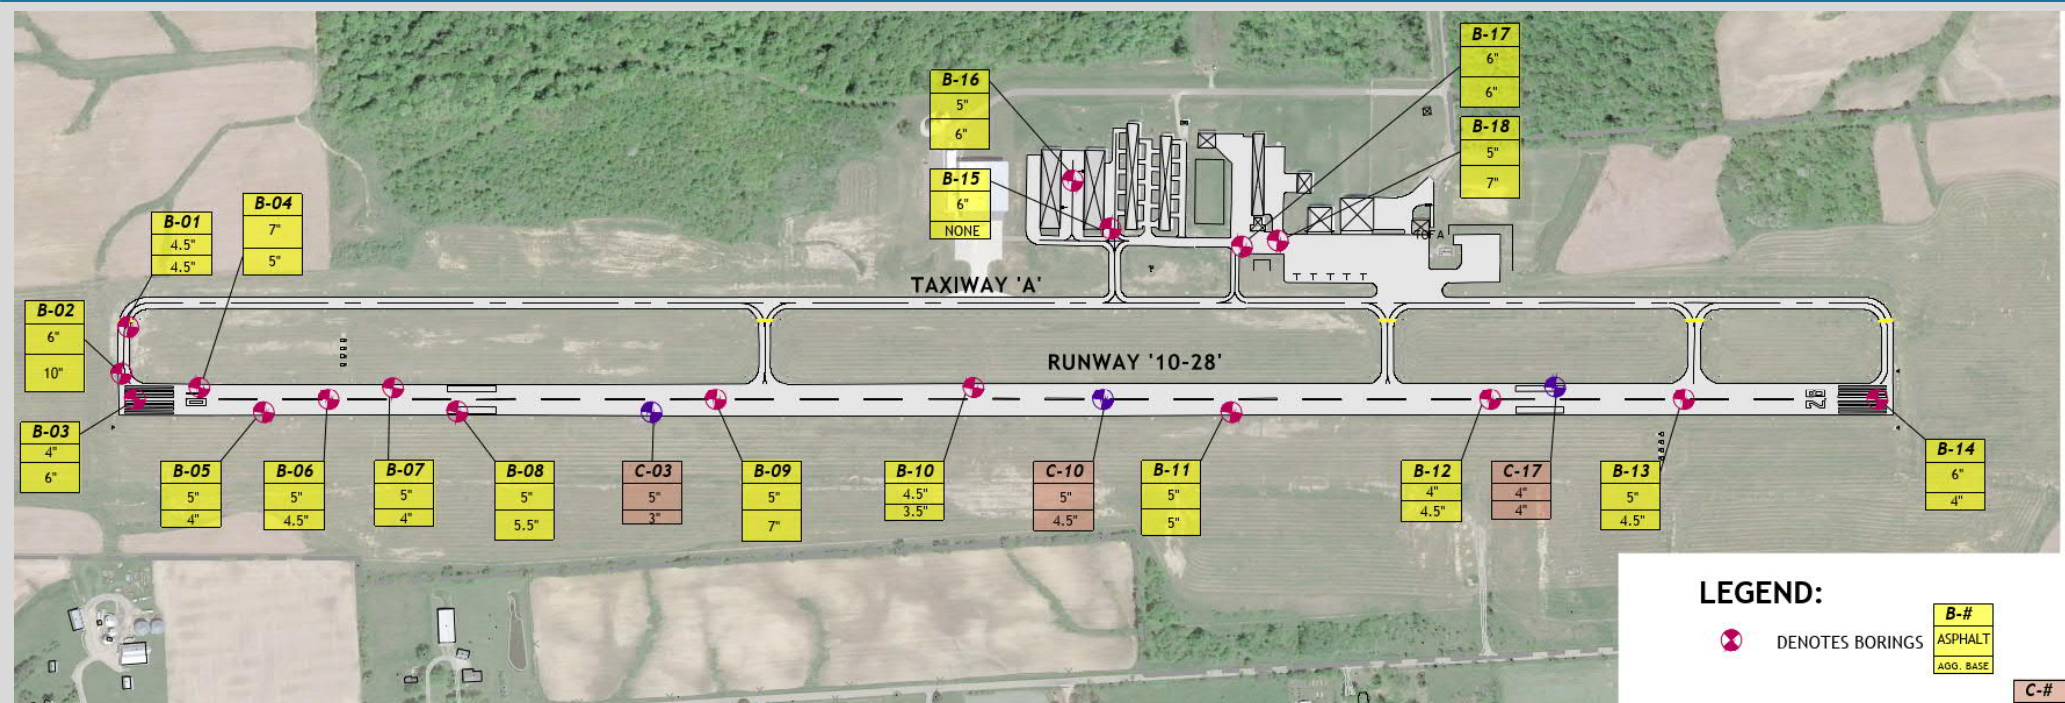 B-17
6"
6"
B-16
5"
6"
B-18
5"
7"
B-15
6"
NONE
B-04
7"
5"
B-01
4.5"
4.5"
TAXIWAY 'A'
B-02
6"
10"
RUNWAY '10-28'
28
B-03
4"
6"
B-05
5"
4"
B-06
5"
4.5"
B-07
5"
4"
B-08
5"
5.5"
C-03
5"
3"
B-09
5"
7"
B-10
4.5"
3.5"
C-10
5"
4.5"
B-11
5"
5"
B-12
4"
4.5"
C-17
4"
4"
B-13
5"
4.5"
B-14
6"
4"
LEGEND:
DENOTES BORINGS
B-#
ASPHALT
AGG. BASE
C-#